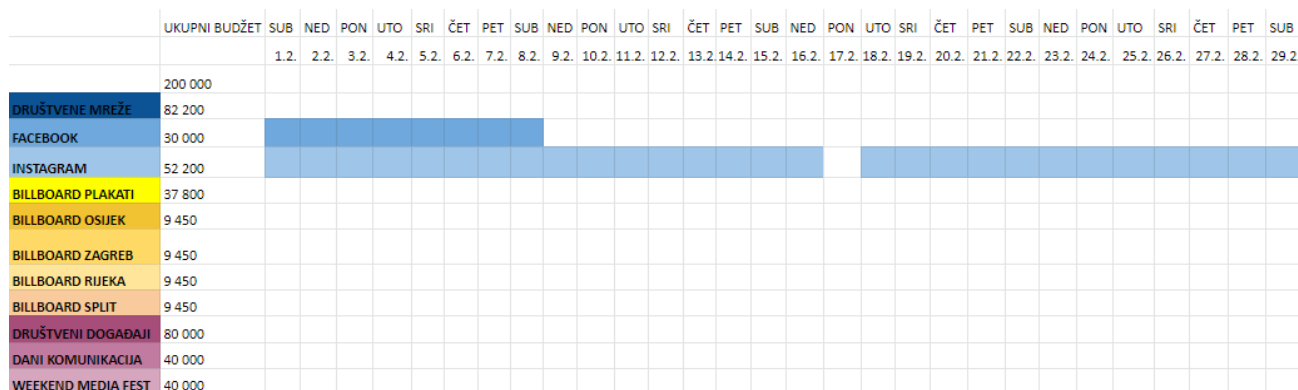 UKUPNI BUDŽET SUB NED PON UTO SRI ČET PET SUB NED PON UTO SRI ČET PET SUB NED PON UTO SRI ČET PET SUB NED PON UTO SRI ČET PET SUB
1.2. 2.2. 3.2. 4.2. 5.2. 6.2. 7.2. 8.2. 9.2. 10.2. 11.2. 12.2. 13.2. 14.2. 15.2. 16.2. 17.2. 18.2. 19.2. 20.2. 21.2. 22.2. 23.2. 24.2. 25.2. 26.2. 27.2. 28.2. 29.2
200 000
DRUŠTVENE MREŽE 82 200
FACEBOOK 30 000
INSTAGRAM 52 200
BILLBOARD PLAKATI 37 800
BILLBOARD OSIJEK 9 450
BILLBOARD ZAGREB 9 450
BILLBOARD RIJEKA 9 450
BILLBOARD SPLIT 9 450
DRUŠTVENI DOGAĐAJI 80 000
DANI KOMUNIKACIJA 40 000
WEEKEND MEDIA FEST 40 000